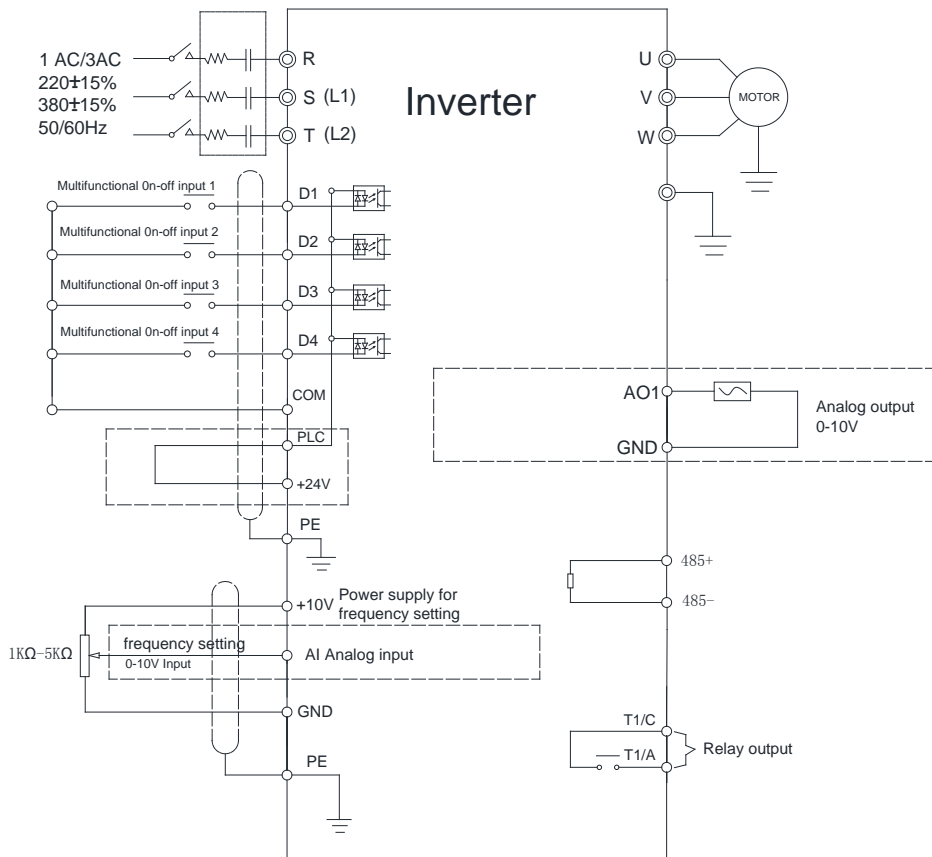 1 AC/3AC
220±15%
380±15%
50/60Hz
R
S (L1)
T (L2)
Inverter
U
V
W
MOTOR
Multifunctional 0n-off input 1
D1
Multifunctional 0n-off input 2
D2
Multifunctional 0n-off input 3
D3
Multifunctional 0n-off input 4
D4
COM
PLC
+24V
PE
AO1
GND
Analog output
0-10V
485+
485-
+10V
Power supply for
frequency setting
1KΩ-5KΩ
frequency setting
0-10V Input
AI Analog input
GND
PE
T1/C
T1/A
Relay output